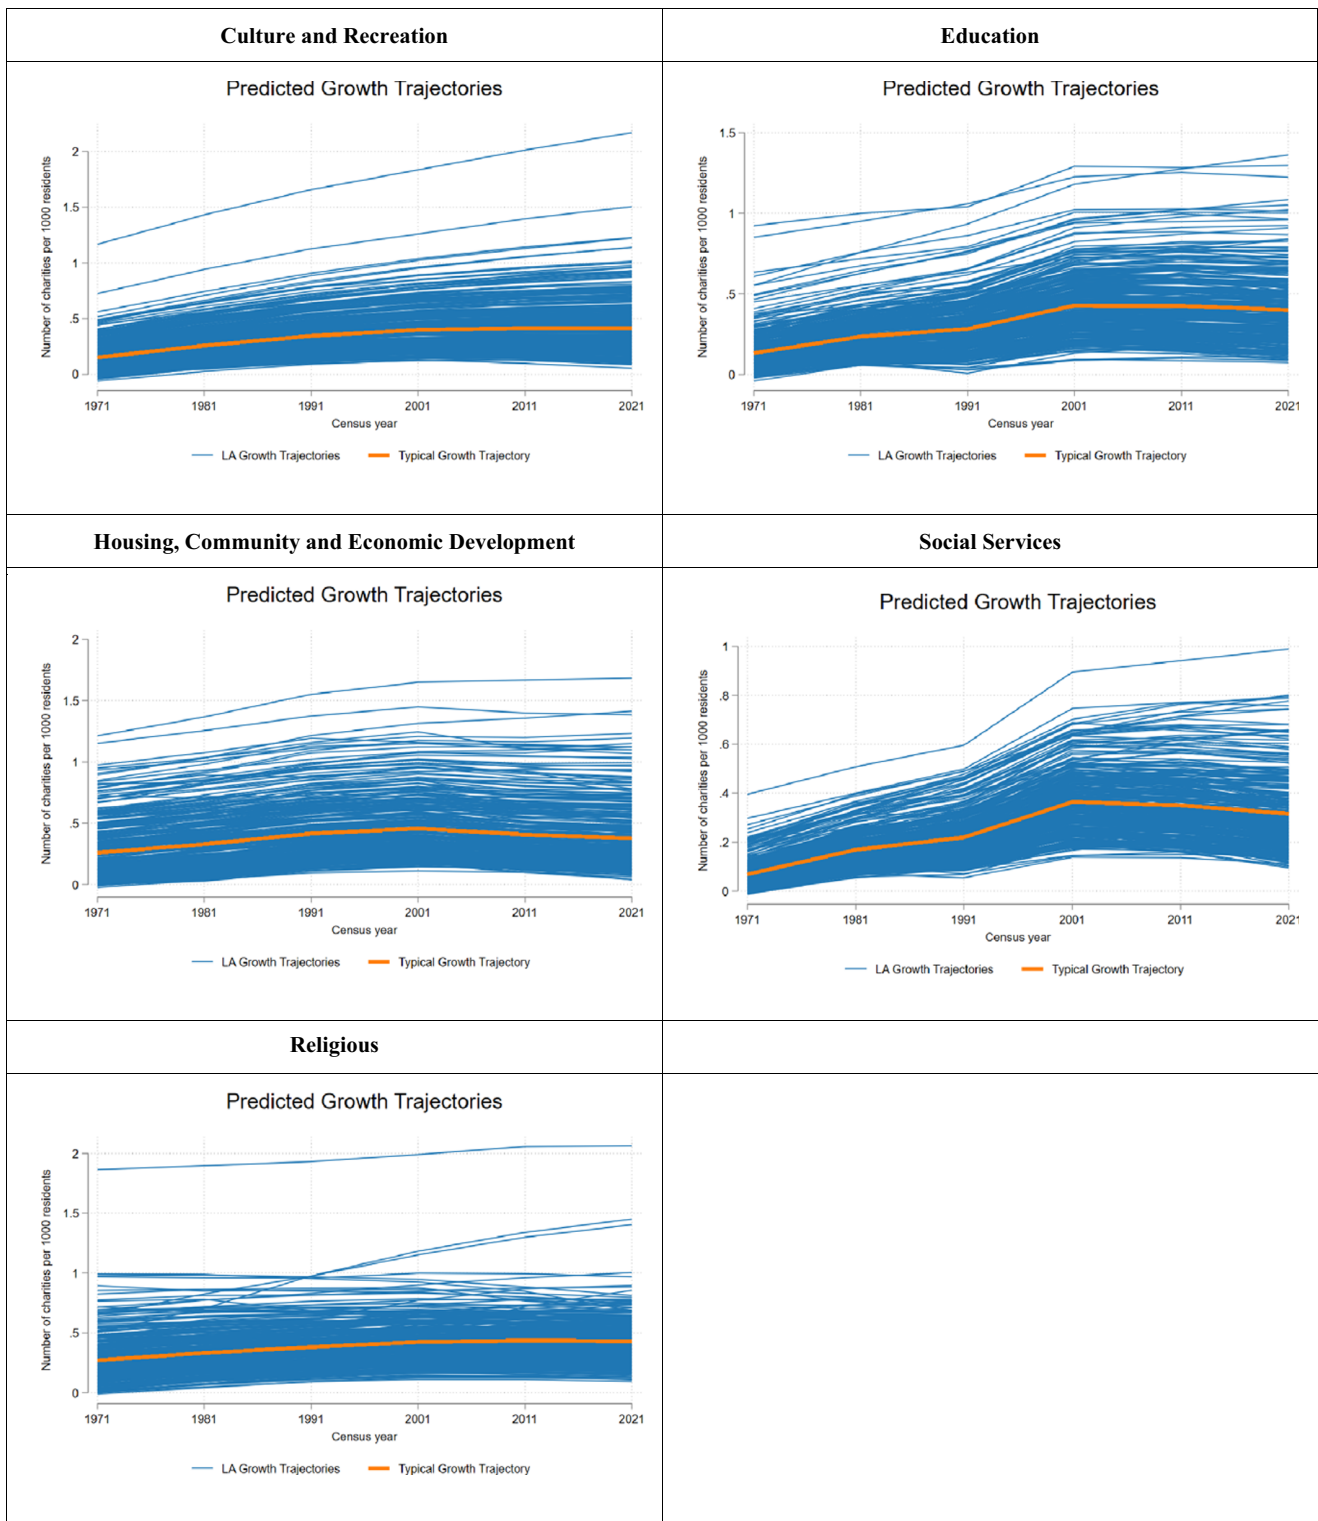 Culture and Recreation
Education
Predicted Growth Trajectories
Number of charities per 1000 residents
2
1.5
1
.5
0
1971 1981 1991 2001 2011 2021
Census year
LA Growth Trajectories Typical Growth Trajectory
Predicted Growth Trajectories
Number of charities per 1000 residents
1.5
1
.5
0
1971 1981 1991 2001 2011 2021
Census year
LA Growth Trajectories Typical Growth Trajectory
Housing, Community and Economic Development
Social Services
Predicted Growth Trajectories
Number of charities per 1000 residents
2
1.5
1
.5
0
1971 1981 1991 2001 2011 2021
Census year
LA Growth Trajectories Typical Growth Trajectory
Predicted Growth Trajectories
Number of charities per 1000 residents
1
.8
.6
.4
.2
0
1971 1981 1991 2001 2011 2021
Census year
LA Growth Trajectories Typical Growth Trajectory
Religious
Predicted Growth Trajectories
Number of charities per 1000 residents
2
1.5
1
.5
0
1971 1981 1991 2001 2011 2021
Census year
LA Growth Trajectories Typical Growth Trajectory